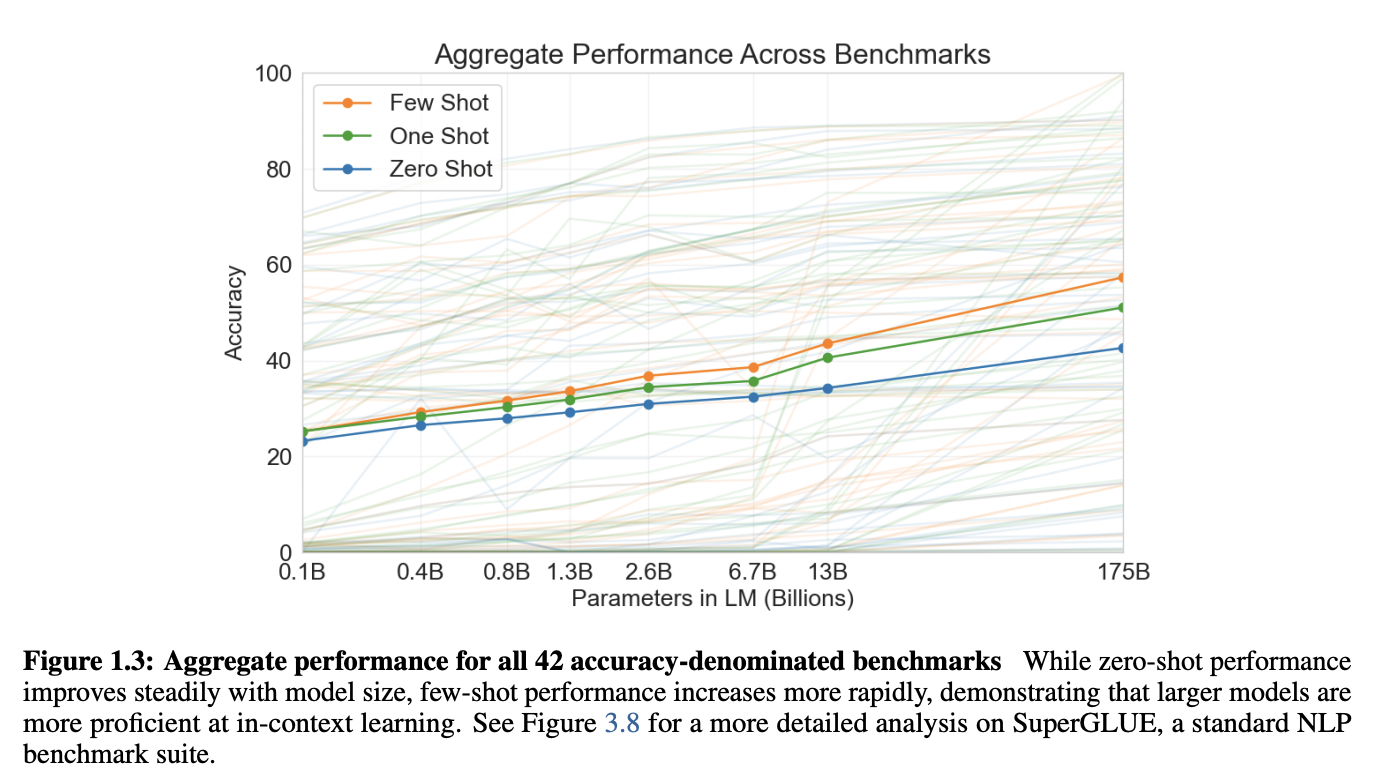 Aggregate Performance Across Benchmarks
100
80
60
40
20
0
Accuracy
Few Shot
One Shot
Zero Shot
0.1B 0.4B 0.8B 1.3B 2.6B 6.7B 13B 175B
Parameters in LM (Billions)
Figure 1.3: Aggregate performance for all 42 accuracy-denominated benchmarks While zero-shot performance
improves steadily with model size, few-shot performance increases more rapidly, demonstrating that larger models are
more proficient at in-context learning. See Figure 3.8 for a more detailed analysis on SuperGLUE, a standard NLP
benchmark suite.